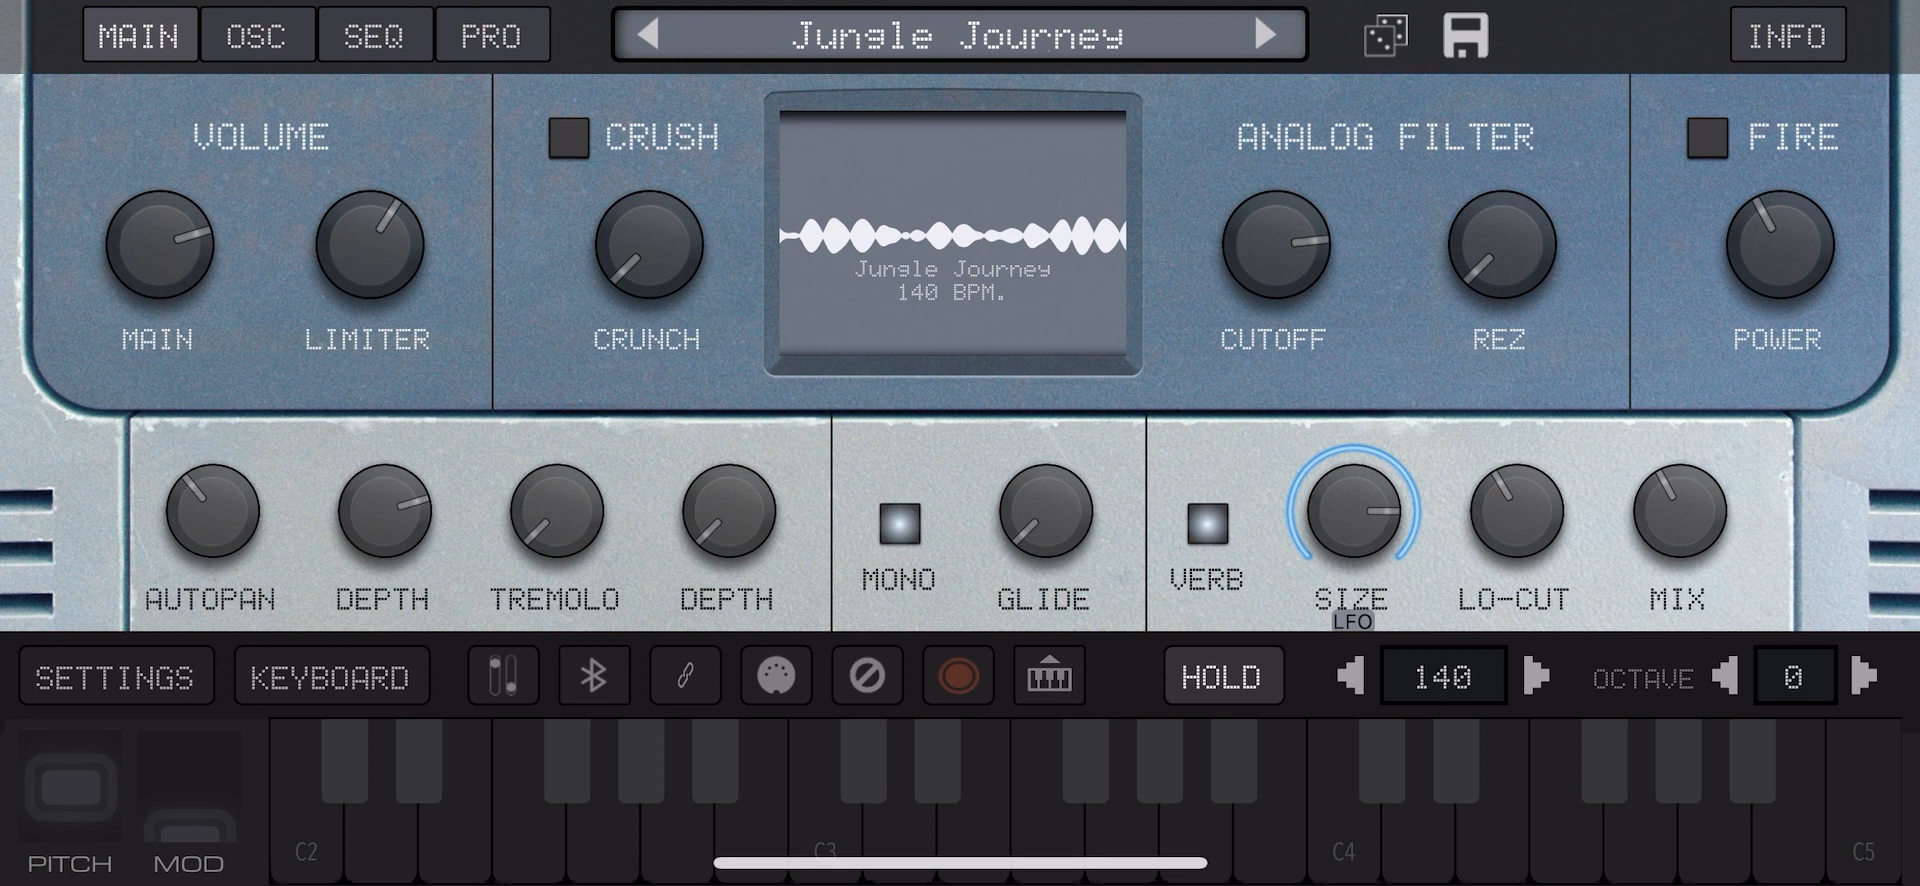 MAIN OSC SEQ PRO Jungle Journey INFO
VOLUME CRUSH ANALOG FILTER FIRE
Jungle Journey
140 BPM.
MAIN LIMITER CRUNCH CUTOFF REZ POWER
AUTOPAN DEPTH TREMOLO DEPTH MONO GLIDE VERB SIZE LO-CUT MIX
LFO
SETTINGS KEYBOARD HOLD 140 OCTAVE 0
C2 C3 C4 C5
PITCH MOD